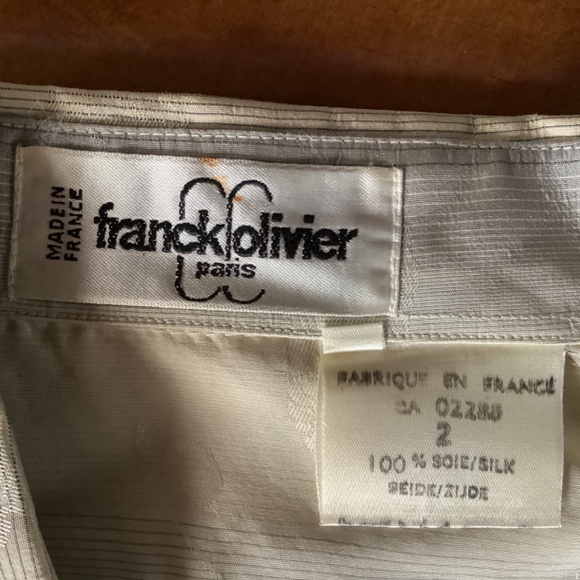 MADE IN
FRANCE
franck olivier
paris
FABRIQUE EN FRANCE
CA 02285
2
100 % SOIE/SILK
SEIDE/ZIJDE